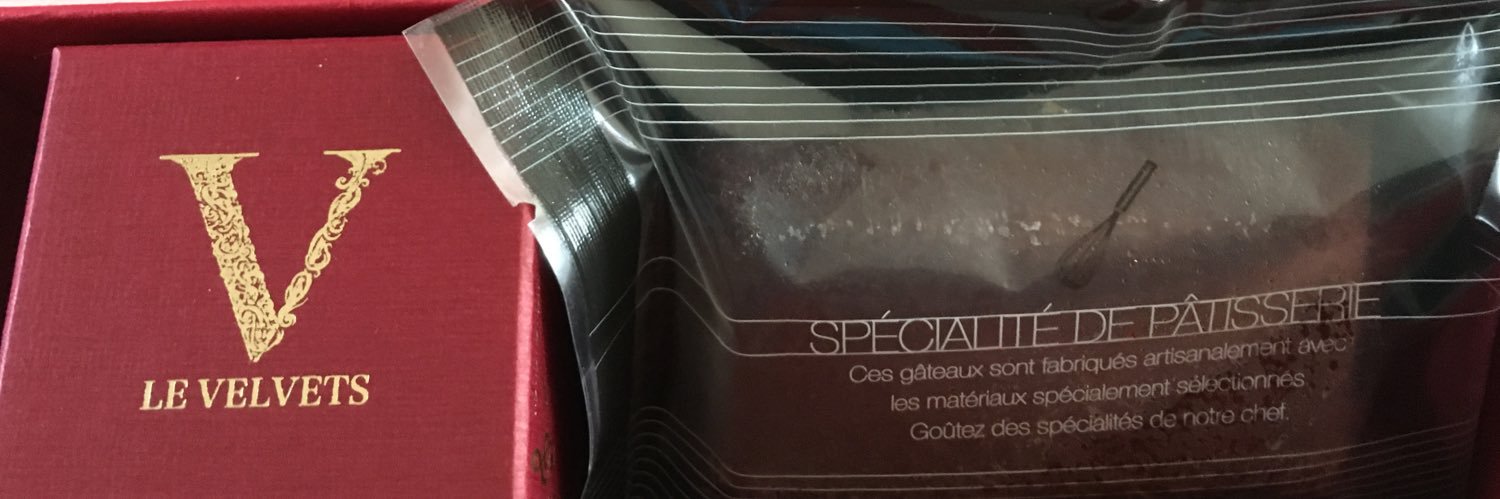 V
LE VELVETS
SPÉCIALITÉ DE PÂTISSERIE
Ces gâteaux sont fabriqués artisanalement avec
les matériaux spécialement sélectionnés.
Goûtez des spécialités de notre chef.